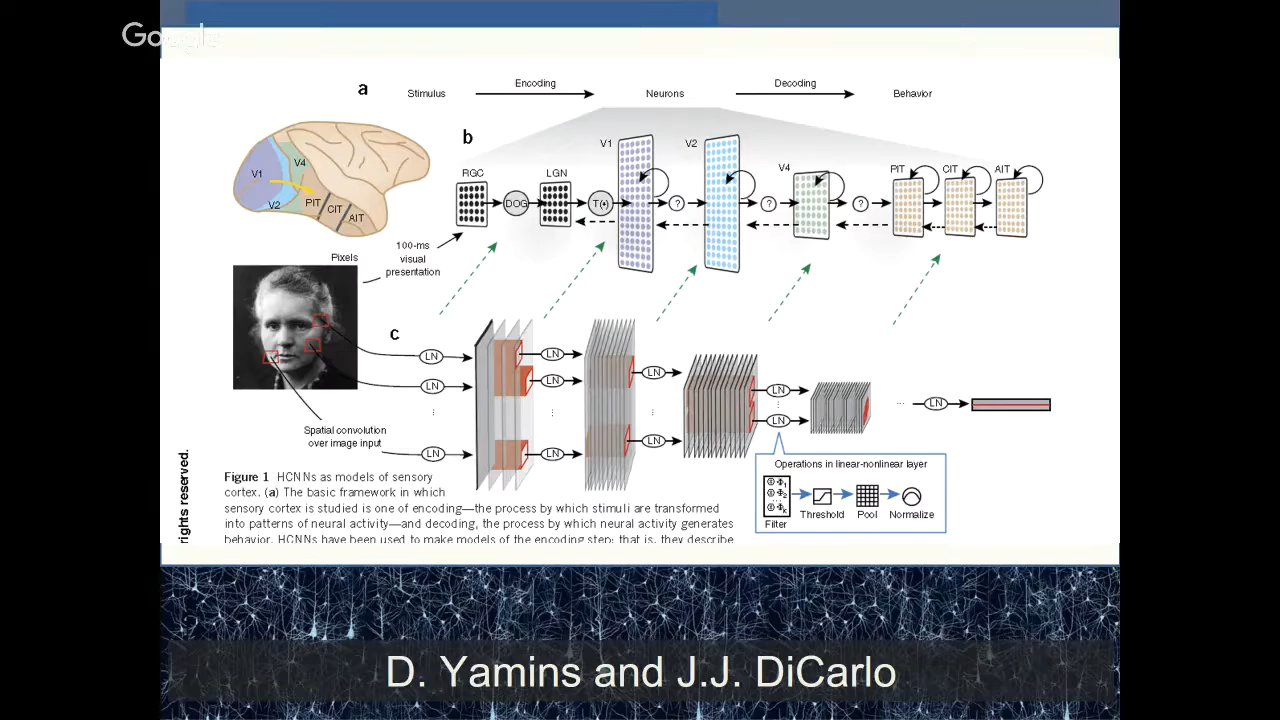 Google
a
Stimulus
Encoding
Neurons
Decoding
Behavior
b
V1
V2
V4
PIT
CIT
AIT
RGC
DOG
LGN
T(•)
V1
?
V2
?
V4
?
PIT
CIT
AIT
100-ms
visual
presentation
Pixels
c
LN
LN
⋮
LN
LN
LN
⋮
LN
LN
⋮
LN
LN
⋮
LN
... LN
Spatial convolution
over image input
Operations in linear-nonlinear layer
⊗ Φ1
⊗ Φ2
...
⊗ Φk
Filter
Threshold
Pool
Normalize
rights reserved.
Figure 1 HCNNs as models of sensory
cortex. (a) The basic framework in which
sensory cortex is studied is one of encoding—the process by which stimuli are transformed
into patterns of neural activity—and decoding, the process by which neural activity generates
behavior. HCNNs have been used to make models of the encoding step; that is, they describe
D. Yamins and J.J. DiCarlo